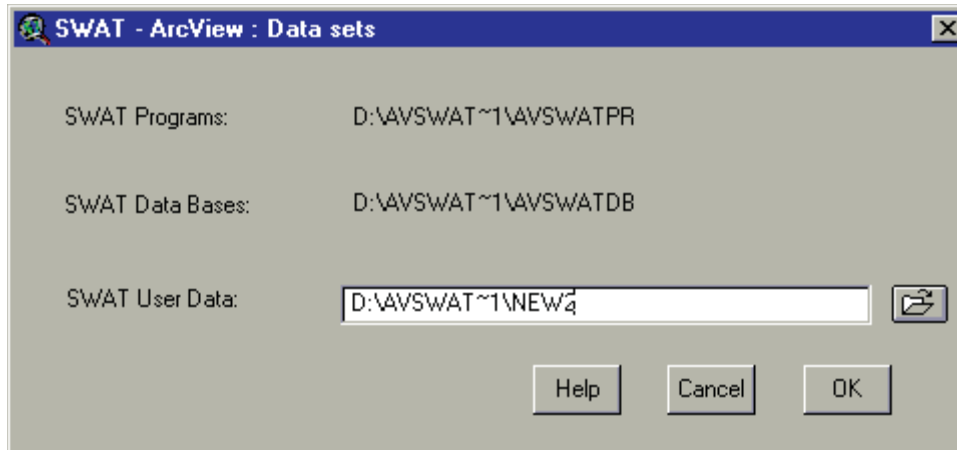 SWAT - ArcView : Data sets
SWAT Programs: D:\AVSWAT~1\AVSWATPR
SWAT Data Bases: D:\AVSWAT~1\AVSWATDB
SWAT User Data: D:\AVSWAT~1\NEW2
Help Cancel OK